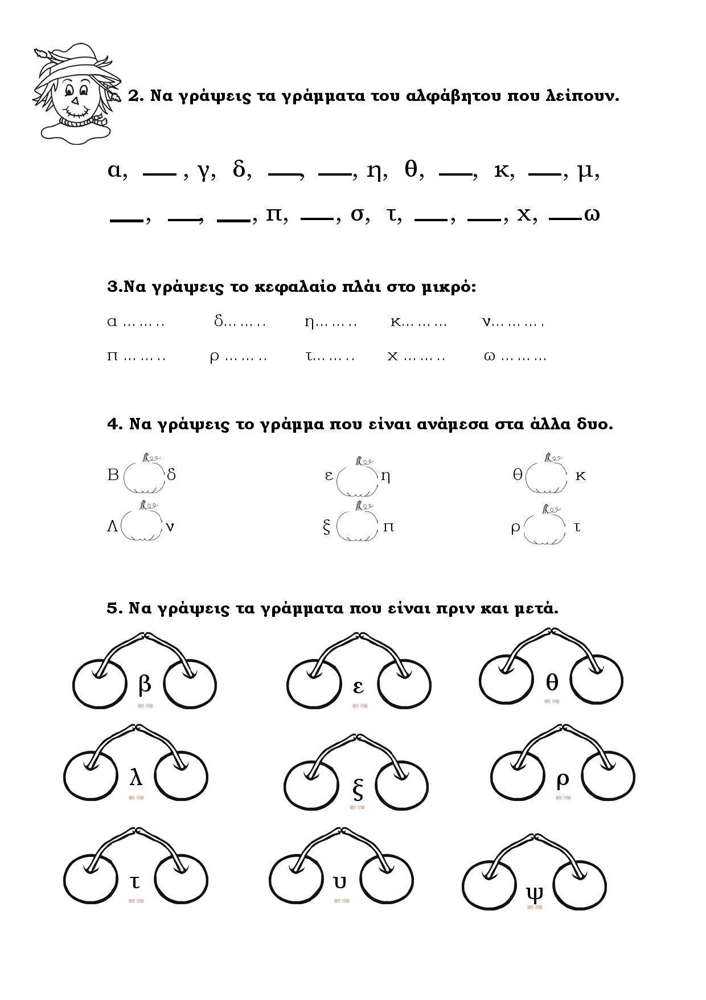 2. Να γράψεις τα γράμματα του αλφάβητου που λείπουν.
α, ___ , γ, δ, ___, ___, η, θ, ___, κ, ___, μ,
___, ___, ___, π, ___, σ, τ, ___, ___, χ, ___ω
3.Να γράψεις το κεφαλαίο πλάι στο μικρό:
α …….. δ…….. η…….. κ……… ν……….
π …….. ρ …….. τ…….. χ …….. ω ………
4. Να γράψεις το γράμμα που είναι ανάμεσα στα άλλα δυο.
Β δ ε η θ κ
Λ ν ξ π ρ τ
5. Να γράψεις τα γράμματα που είναι πριν και μετά.
β ε θ
λ ξ ρ
τ υ ψ